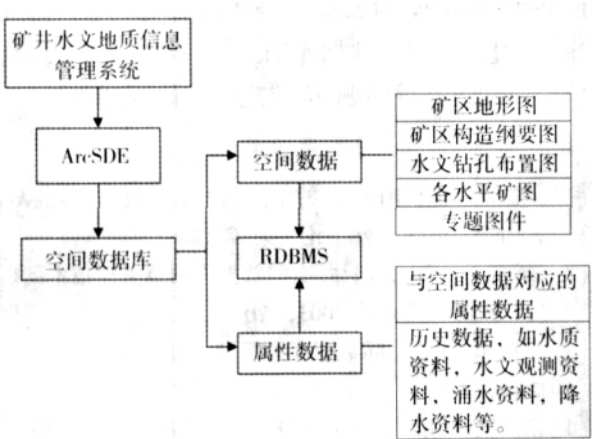 矿井水文地质信息
管理系统
ArcSDE
空间数据库
空间数据
RDBMS
属性数据
矿区地形图
矿区构造纲要图
水文钻孔布置图
各水平矿图
专题图件
与空间数据对应的
属性数据
历史数据，如水质
资料，水文观测资
料，涌水资料，降
水资料等。